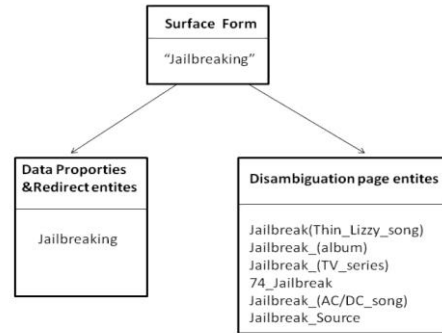 Surface Form
“Jailbreaking”
Data Proporties
&Redirect entites
Jailbreaking
Disambiguation page entites
Jailbreak(Thin_Lizzy_song)
Jailbreak_(album)
Jailbreak_(TV_series)
74_Jailbreak
Jailbreak_(AC/DC_song)
Jailbreak_Source